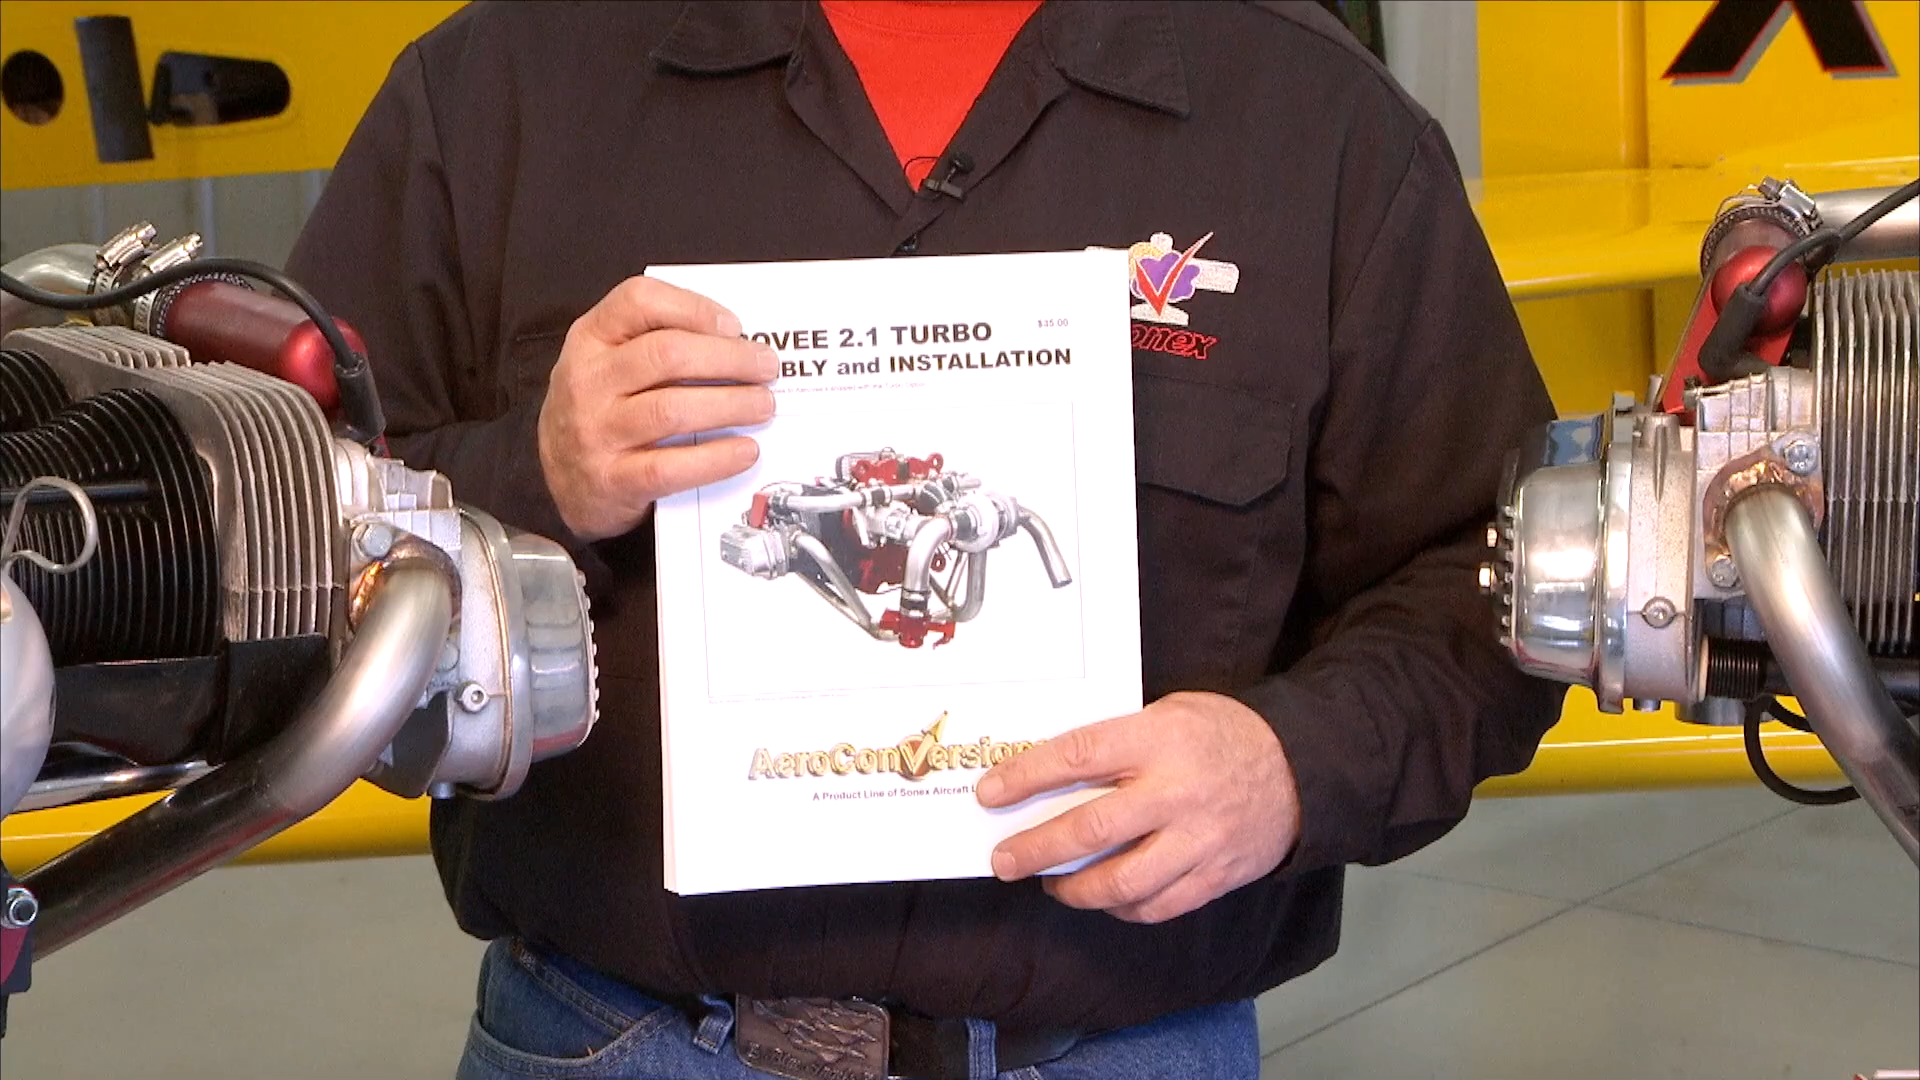 $35.00
OVEE 2.1 TURBO
BLY and INSTALLATION
AeroConversion
A Product Line of Sonex Aircraft L
onex
X